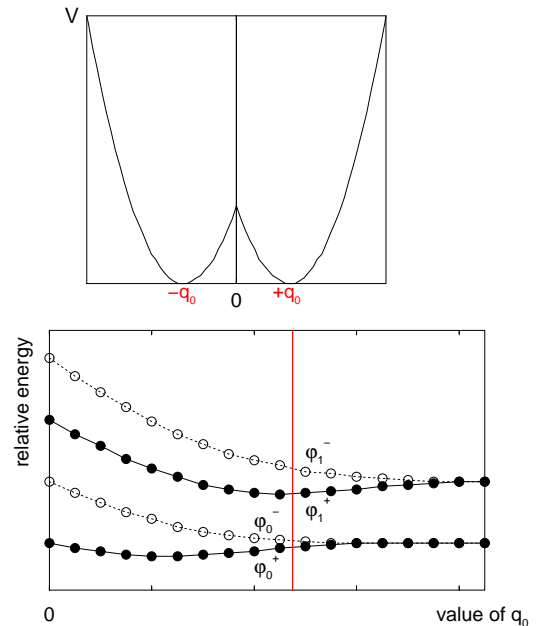 V
−q₀ 0 +q₀
relative energy
φ₁⁻
φ₀⁻ φ₁⁺
φ₀⁺
0 value of q₀